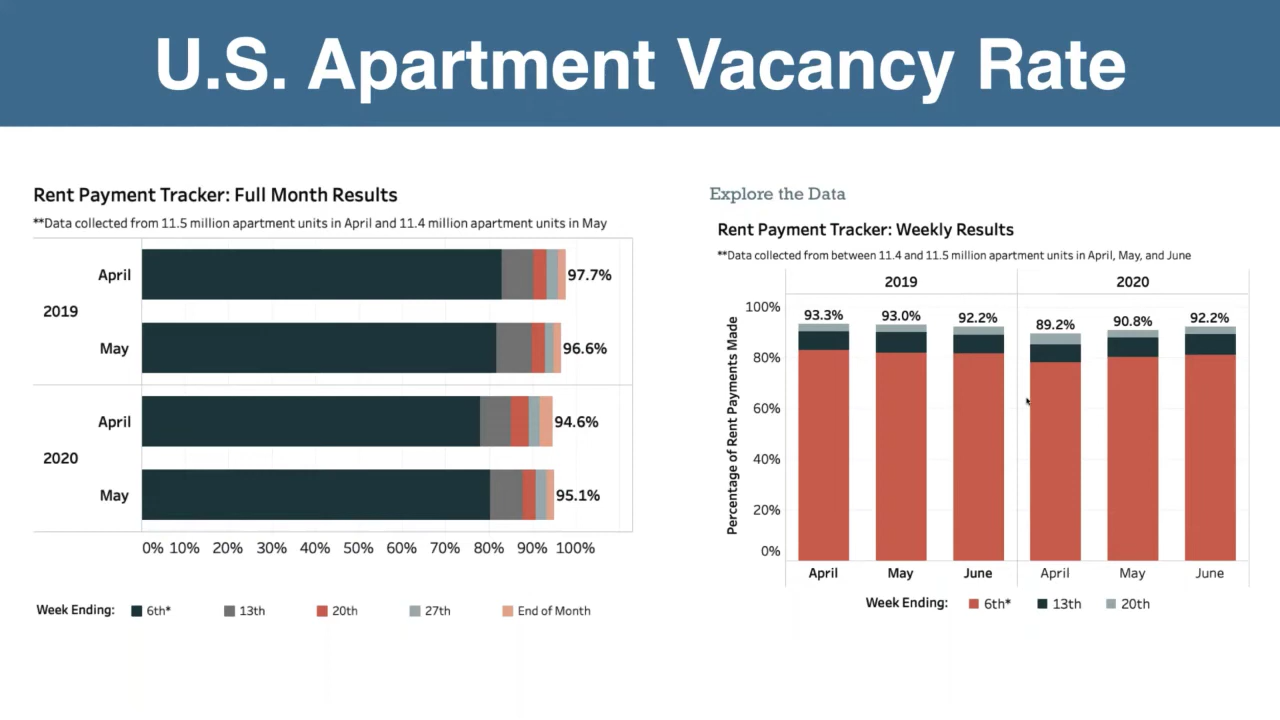 U.S. Apartment Vacancy Rate
Rent Payment Tracker: Full Month Results
**Data collected from 11.5 million apartment units in April and 11.4 million apartment units in May
2019
April
97.7%
May
96.6%
2020
April
94.6%
May
95.1%
0% 10% 20% 30% 40% 50% 60% 70% 80% 90% 100%
Week Ending: 6th* 13th 20th 27th End of Month
Explore the Data
Rent Payment Tracker: Weekly Results
**Data collected from between 11.4 and 11.5 million apartment units in April, May, and June
2019 2020
Percentage of Rent Payments Made
100%
80%
60%
40%
20%
0%
93.3% 93.0% 92.2% 89.2% 90.8% 92.2%
April May June April May June
Week Ending: 6th* 13th 20th